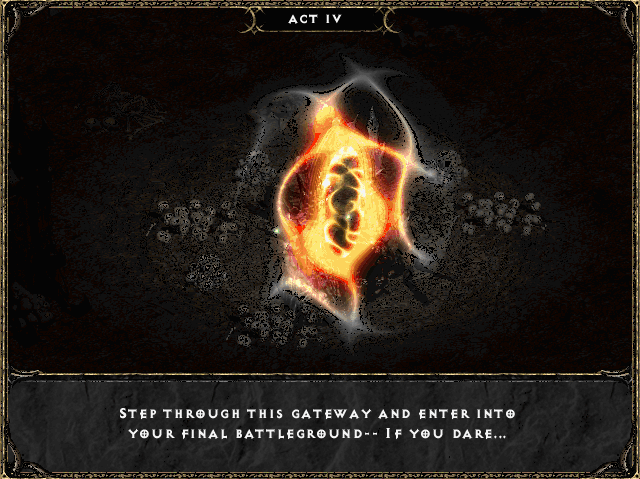 ACT IV
STEP THROUGH THIS GATEWAY AND ENTER INTO
YOUR FINAL BATTLEGROUND-- IF YOU DARE...